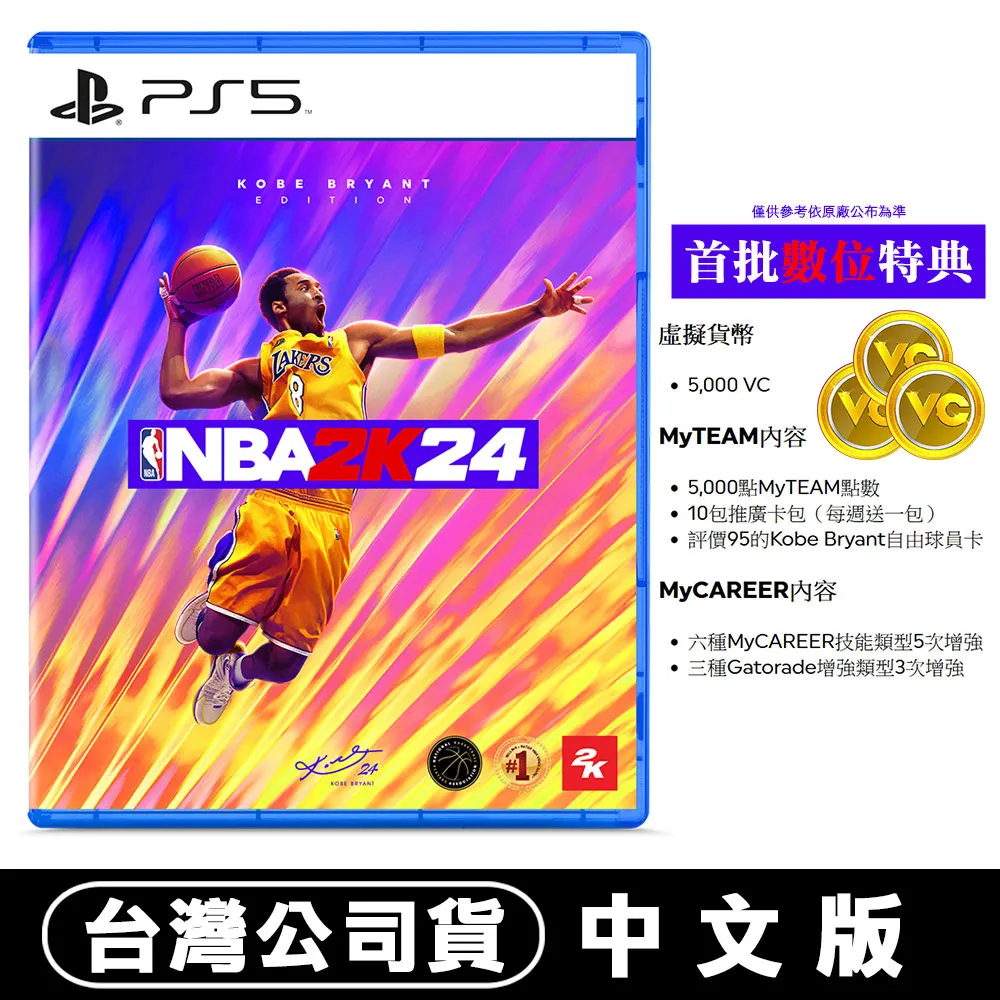 PS5
KOBE BRYANT
EDITION
LAKERS
8
NBA
NBA2K24
24
KOBE BRYANT
#1
2K
僅供參考依原廠公布為準
首批數位特典
虛擬貨幣
• 5,000 VC
VC
VC
VC
MyTEAM內容
• 5,000點MyTEAM點數
• 10包推廣卡包（每週送一包）
• 評價95的Kobe Bryant自由球員卡
MyCAREER內容
• 六種MyCAREER技能類型5次增強
• 三種Gatorade增強類型3次增強
台灣公司貨 中文版